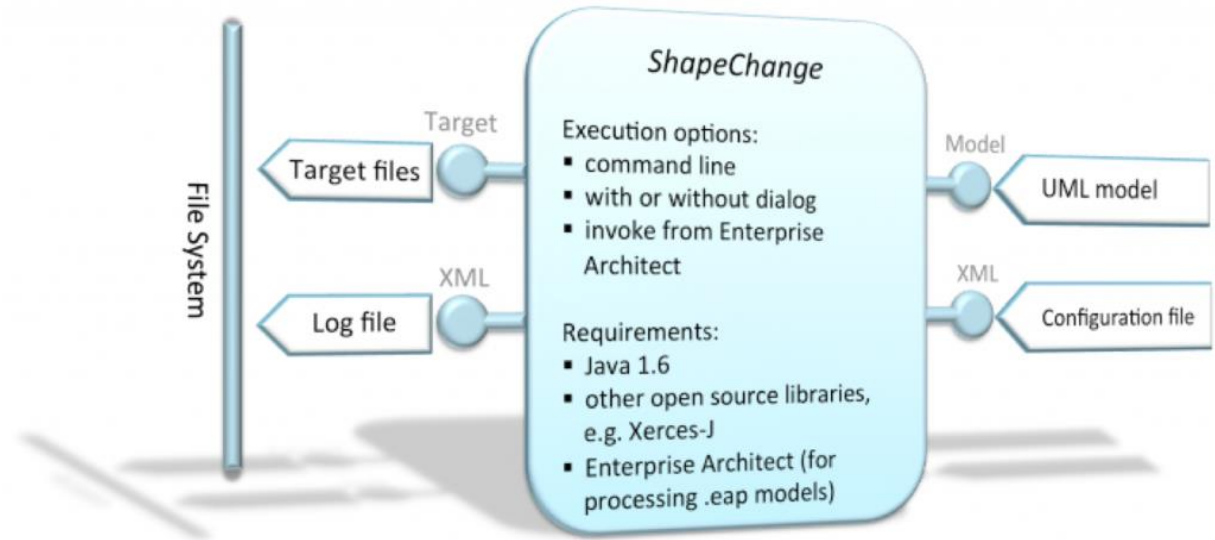 ShapeChange
Target
Target files
XML
Log file
File System
Execution options:
▪ command line
▪ with or without dialog
▪ invoke from Enterprise
Architect
Requirements:
▪ Java 1.6
▪ other open source libraries,
e.g. Xerces-J
▪ Enterprise Architect (for
processing .eap models)
Model
UML model
XML
Configuration file